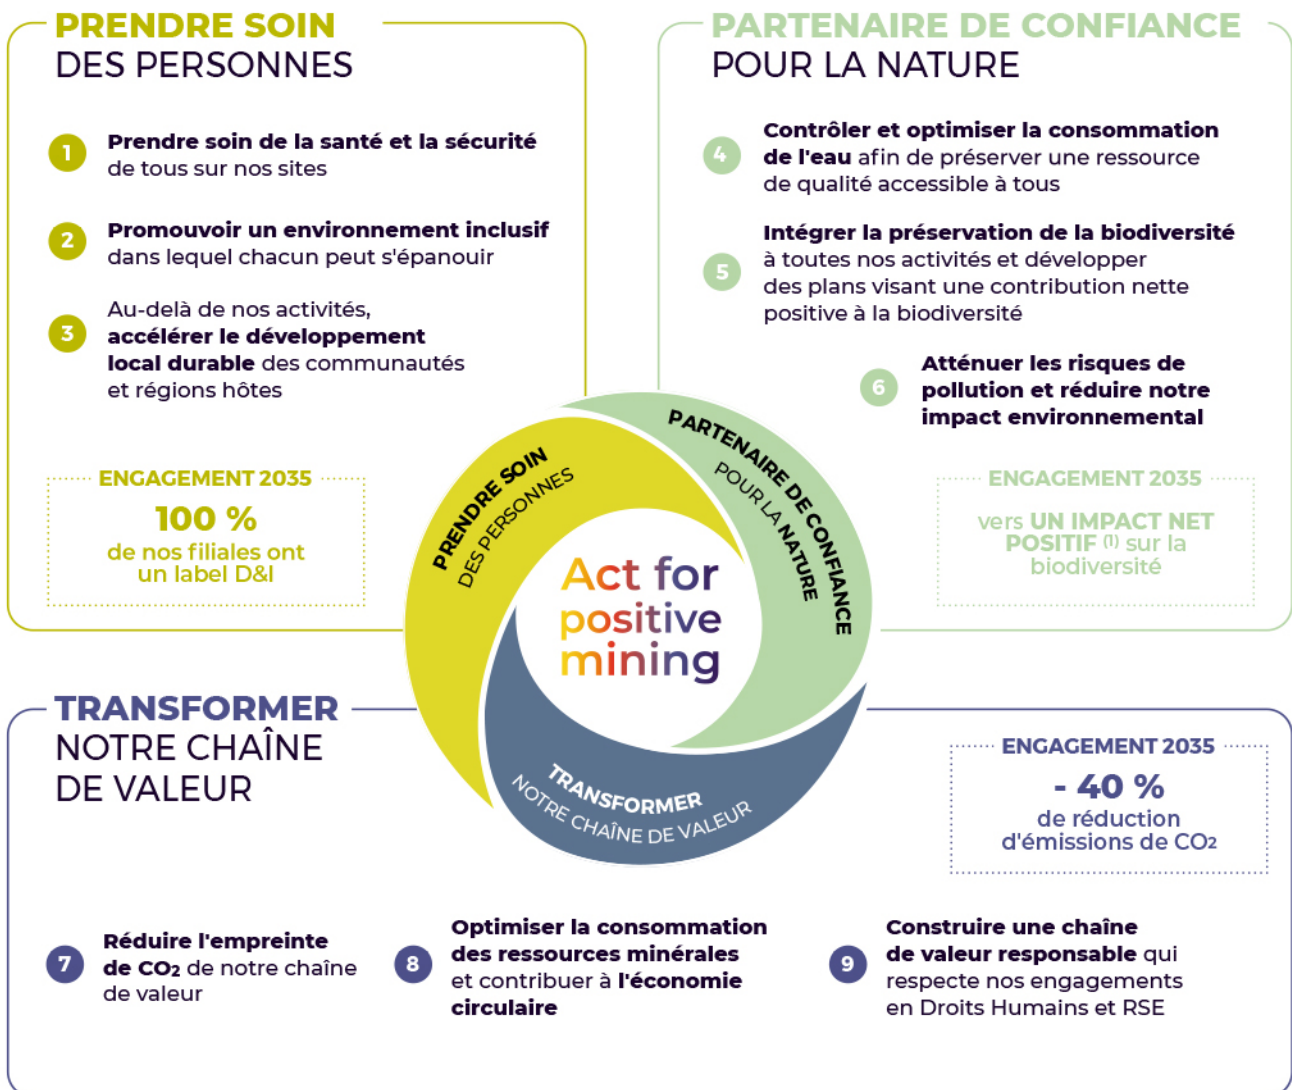 PRENDRE SOIN
DES PERSONNES
1
Prendre soin de la santé et la sécurité
de tous sur nos sites
2
Promouvoir un environnement inclusif
dans lequel chacun peut s'épanouir
3
Au-delà de nos activités,
accélérer le développement
local durable des communautés
et régions hôtes
ENGAGEMENT 2035
100 %
de nos filiales ont
un label D&I
PARTENAIRE DE CONFIANCE
POUR LA NATURE
4
Contrôler et optimiser la consommation
de l'eau afin de préserver une ressource
de qualité accessible à tous
5
Intégrer la préservation de la biodiversité
à toutes nos activités et développer
des plans visant une contribution nette
positive à la biodiversité
6
Atténuer les risques de
pollution et réduire notre
impact environnemental
ENGAGEMENT 2035
vers UN IMPACT NET
POSITIF (1) sur la
biodiversité
PRENDRE SOIN
DES PERSONNES
PARTENAIRE DE CONFIANCE
POUR LA NATURE
Act for
positive
mining
TRANSFORMER
NOTRE CHAÎNE DE VALEUR
TRANSFORMER
NOTRE CHAÎNE
DE VALEUR
ENGAGEMENT 2035
- 40 %
de réduction
d'émissions de CO2
7
Réduire l'empreinte
de CO2 de notre chaîne
de valeur
8
Optimiser la consommation
des ressources minérales
et contribuer à l'économie
circulaire
9
Construire une chaîne
de valeur responsable qui
respecte nos engagements
en Droits Humains et RSE